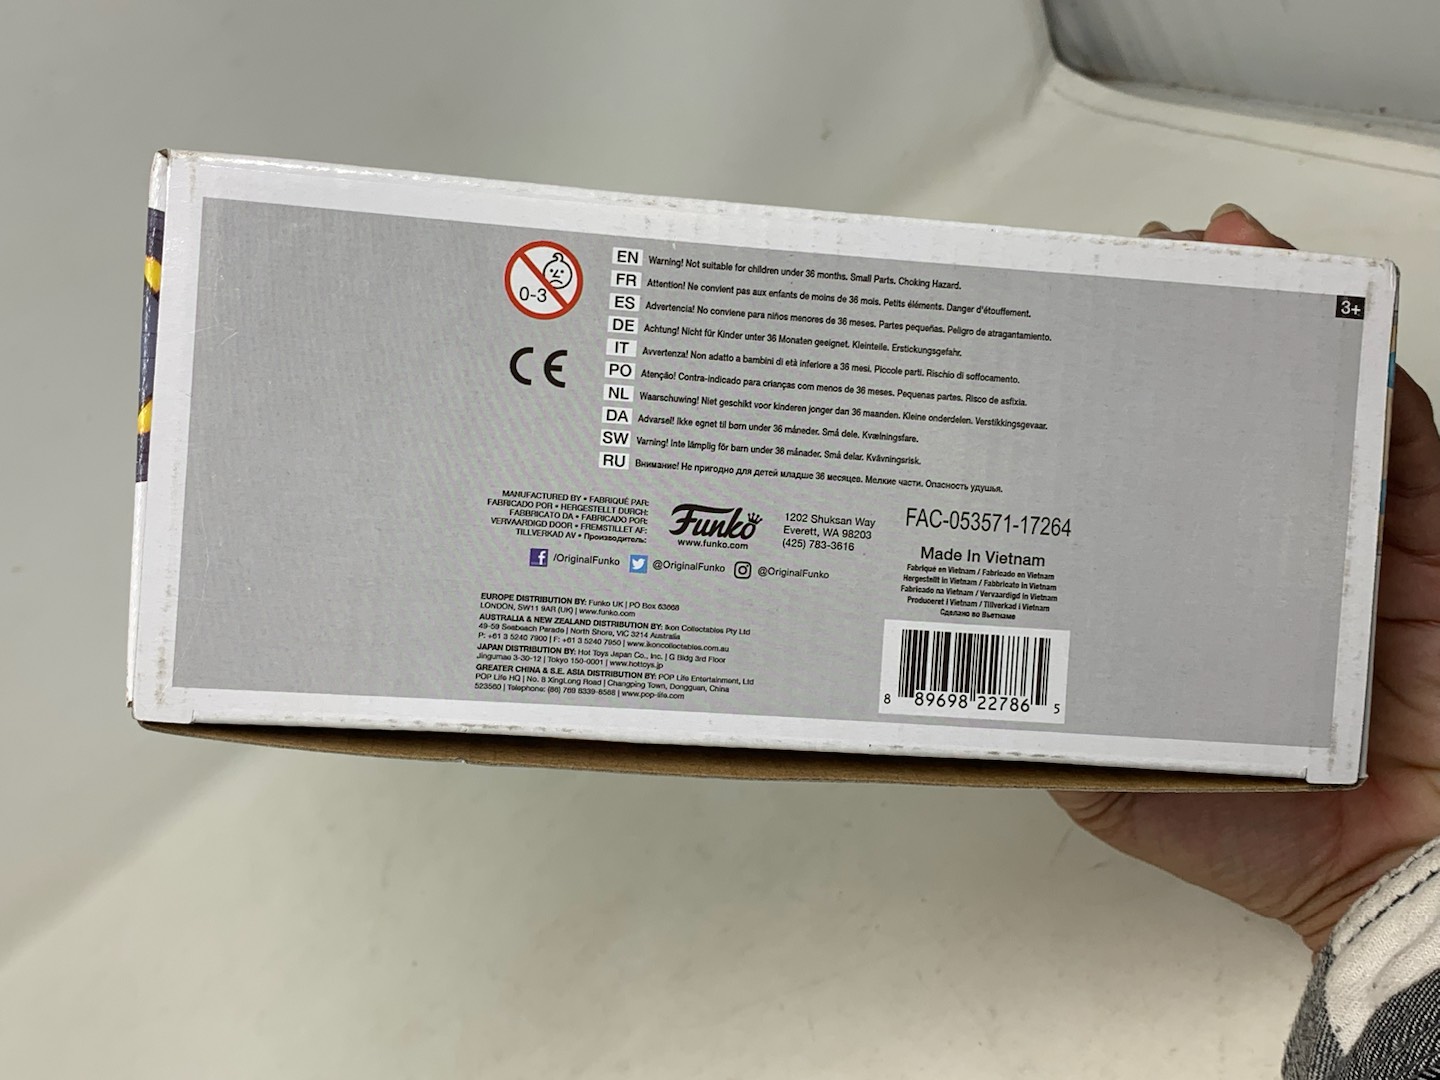 0-3
CE
EN Warning! Not suitable for children under 36 months. Small Parts. Choking Hazard.
FR Attention! Ne convient pas aux enfants de moins de 36 mois. Petits éléments. Danger d'étouffement.
ES Advertencia! No conviene para niños menores de 36 meses. Partes pequeñas. Peligro de atragantamiento.
DE Achtung! Nicht für Kinder unter 36 Monaten geeignet. Kleinteile. Erstickungsgefahr.
IT Avvertenza! Non adatto a bambini di età inferiore a 36 mesi. Piccole parti. Rischio di soffocamento.
PO Atenção! Contra-indicado para crianças com menos de 36 meses. Pequenas partes. Risco de asfixia.
NL Waarschuwing! Niet geschikt voor kinderen jonger dan 36 maanden. Kleine onderdelen. Verstikkingsgevaar.
DA Advarsel! Ikke egnet til børn under 36 måneder. Små dele. Kvælningsfare.
SW Varning! Inte lämplig för barn under 36 månader. Små delar. Kvävningsrisk.
RU Внимание! Не пригодно для детей младше 36 месяцев. Мелкие части. Опасность удушья.
3+
MANUFACTURED BY • FABRIQUÉ PAR:
FABRICADO POR • HERGESTELLT DURCH:
FABBRICATO DA • FABRICADO POR:
VERVAARDIGD DOOR • FREMSTILLET AF:
TILLVERKAD AV • Производитель:
Funko
www.funko.com
1202 Shuksan Way
Everett, WA 98203
(425) 783-3616
/OriginalFunko @OriginalFunko @OriginalFunko
FAC-053571-17264
Made In Vietnam
Fabriqué en Vietnam / Fabricado en Vietnam
Hergestellt in Vietnam / Fabbricato in Vietnam
Fabricado na Vietnam / Vervaardigd in Vietnam
Produceret i Vietnam / Tillverkad i Vietnam
Сделано во Вьетнаме
EUROPE DISTRIBUTION BY: Funko UK | PO Box 63868
LONDON, SW11 9AR (UK) | www.funko.com
AUSTRALIA & NEW ZEALAND DISTRIBUTION BY: Ikon Collectables Pty Ltd
49-59 Seabeach Parade | North Shore, VIC 3214 Australia
P: +61 3 5240 7900 | F: +61 3 5240 7950 | www.ikoncollectables.com.au
JAPAN DISTRIBUTION BY: Hot Toys Japan Co., Inc. | G Bldg 3rd Floor
Jingumae 3-30-12 | Tokyo 150-0001 | www.hottoys.jp
GREATER CHINA & S.E. ASIA DISTRIBUTION BY: POP Life Entertainment, Ltd
POP Life HQ | No. 8 XingLong Road | Changping Town, Dongguan, China
523560 | Telephone: (86) 769 8339-8568 | www.pop-life.com
8 89698 22786 5